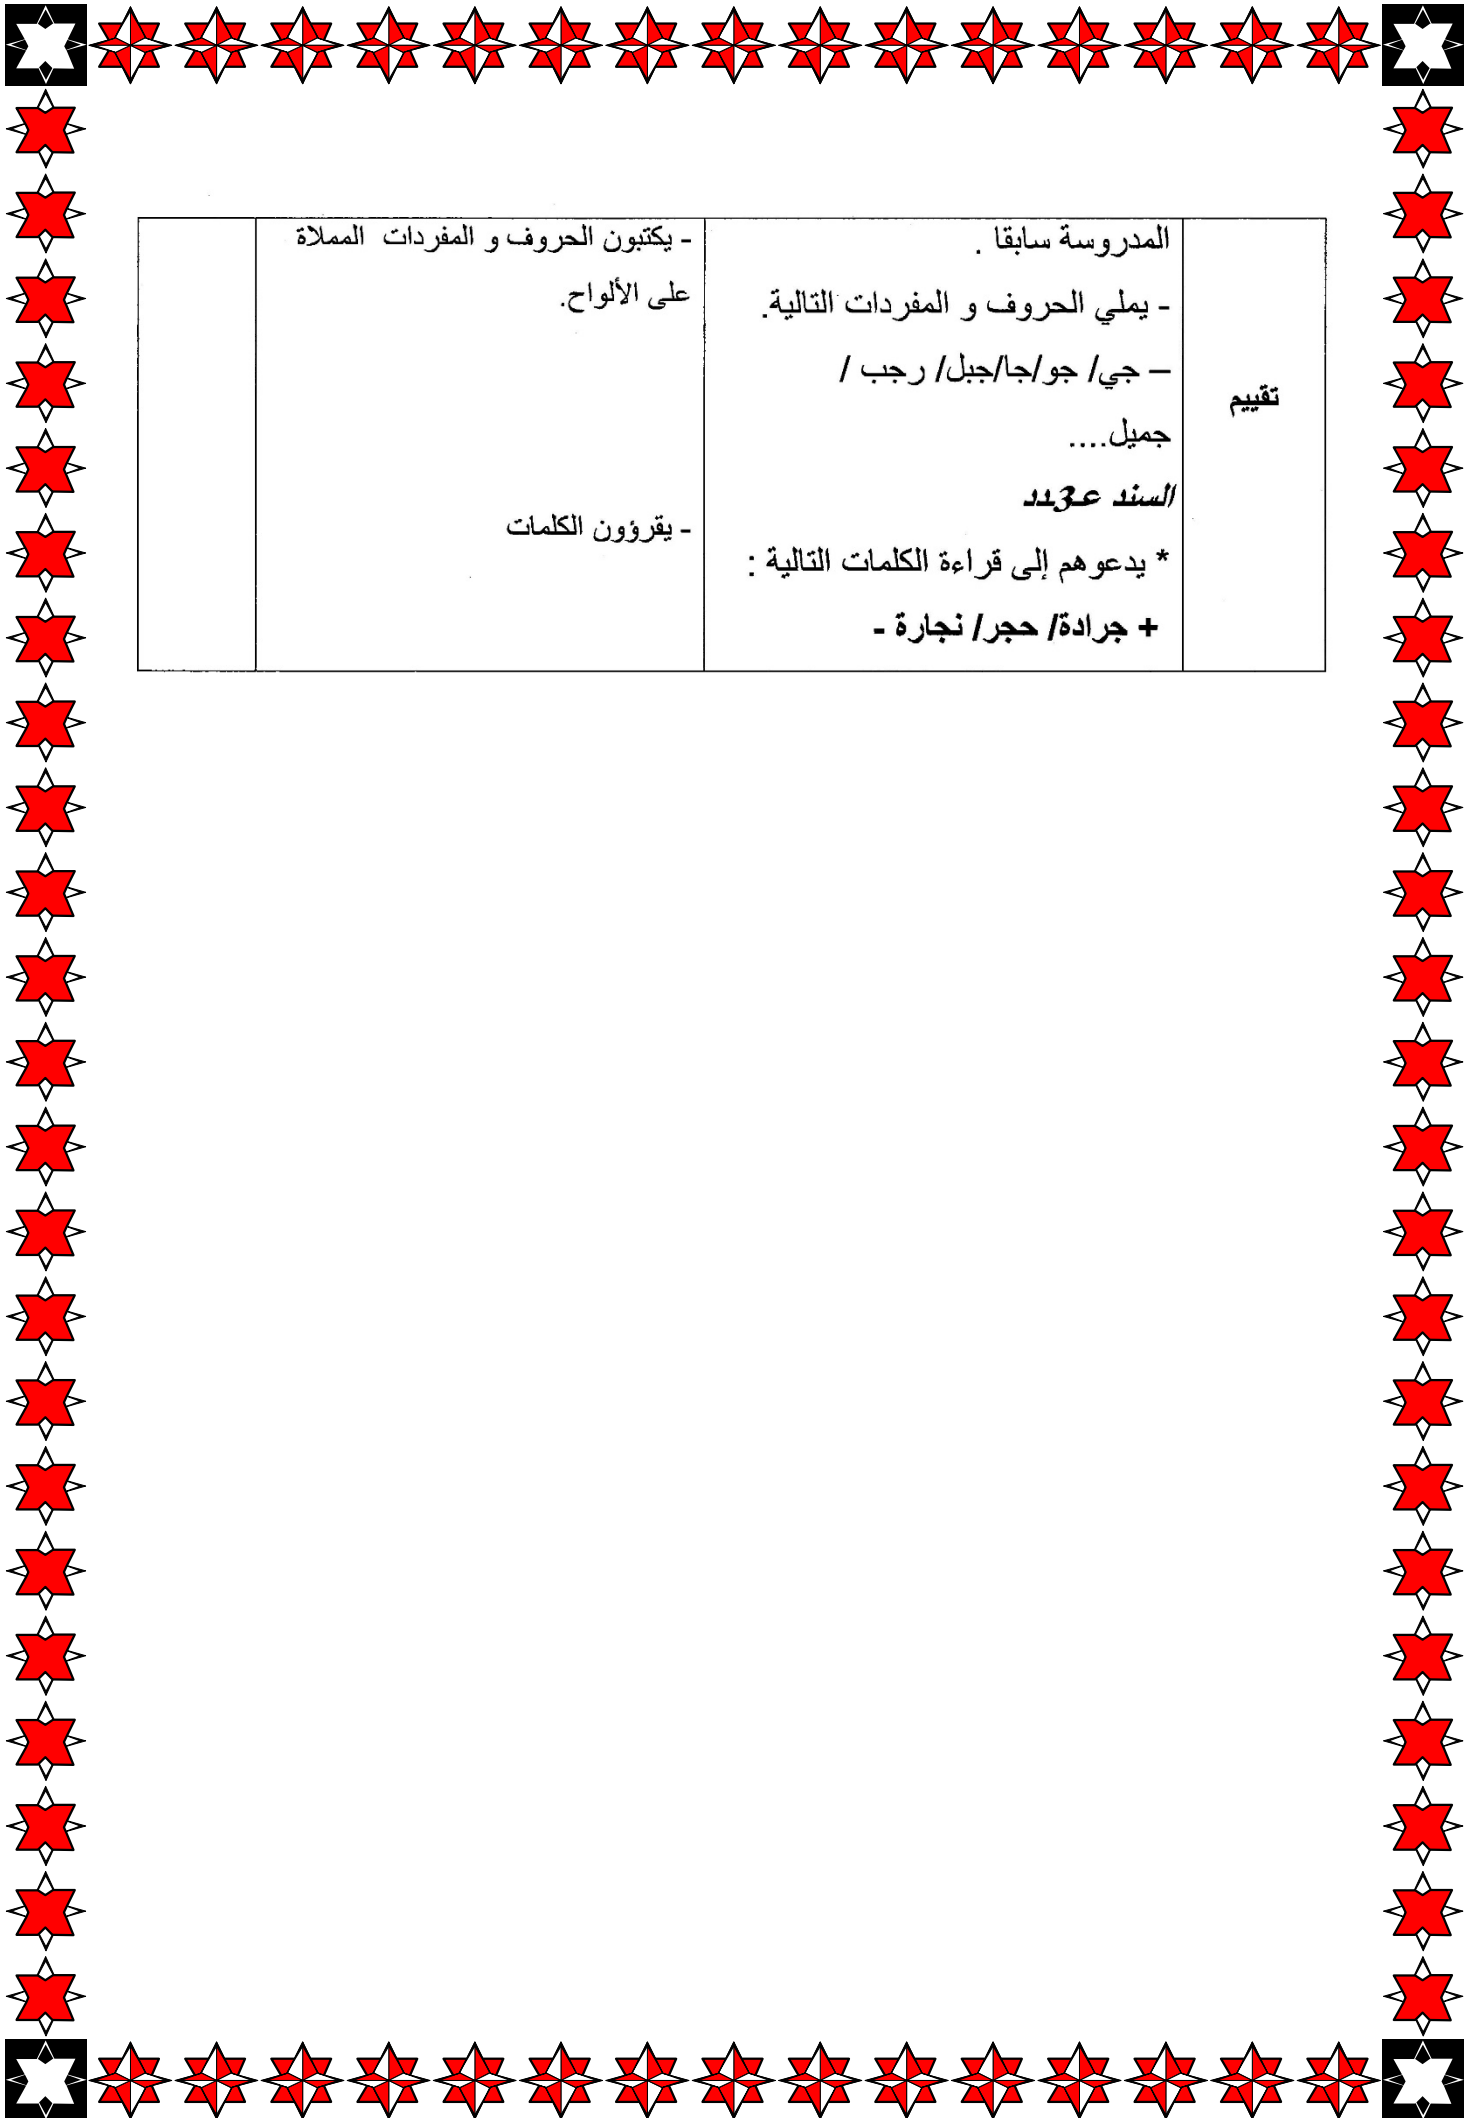 تقييم
المدروسة سابقا .
- يملي الحروف و المفردات التالية.
– جي/ جو/جا/جبل/ رجب /
جميل....
السند عـ3ـدد
* يدعوهم إلى قراءة الكلمات التالية :
+ جرادة/ حجر/ نجارة -
- يكتبون الحروف و المفردات المملاة
على الألواح.
- يقرؤون الكلمات